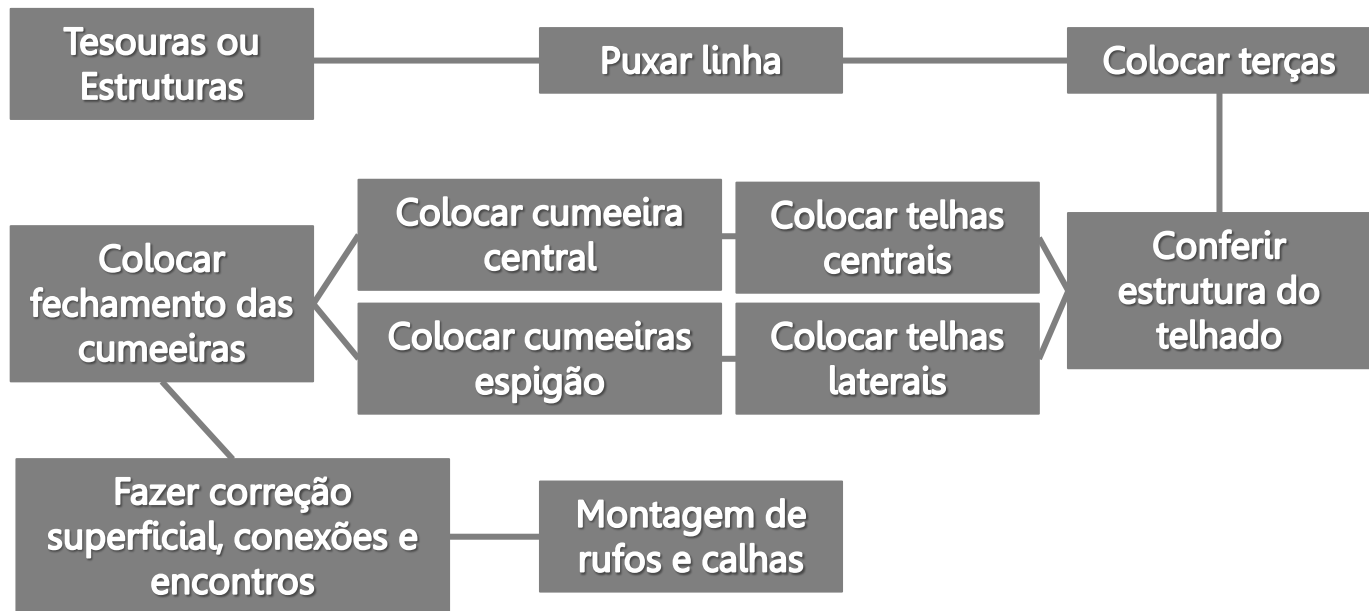 Tesouras ou
Estruturas
Puxar linha
Colocar terças
Colocar cumeeira
central
Colocar telhas
centrais
Conferir
estrutura do
telhado
Colocar
fechamento das
cumeeiras
Colocar cumeeiras
espigão
Colocar telhas
laterais
Fazer correção
superficial, conexões e
encontros
Montagem de
rufos e calhas